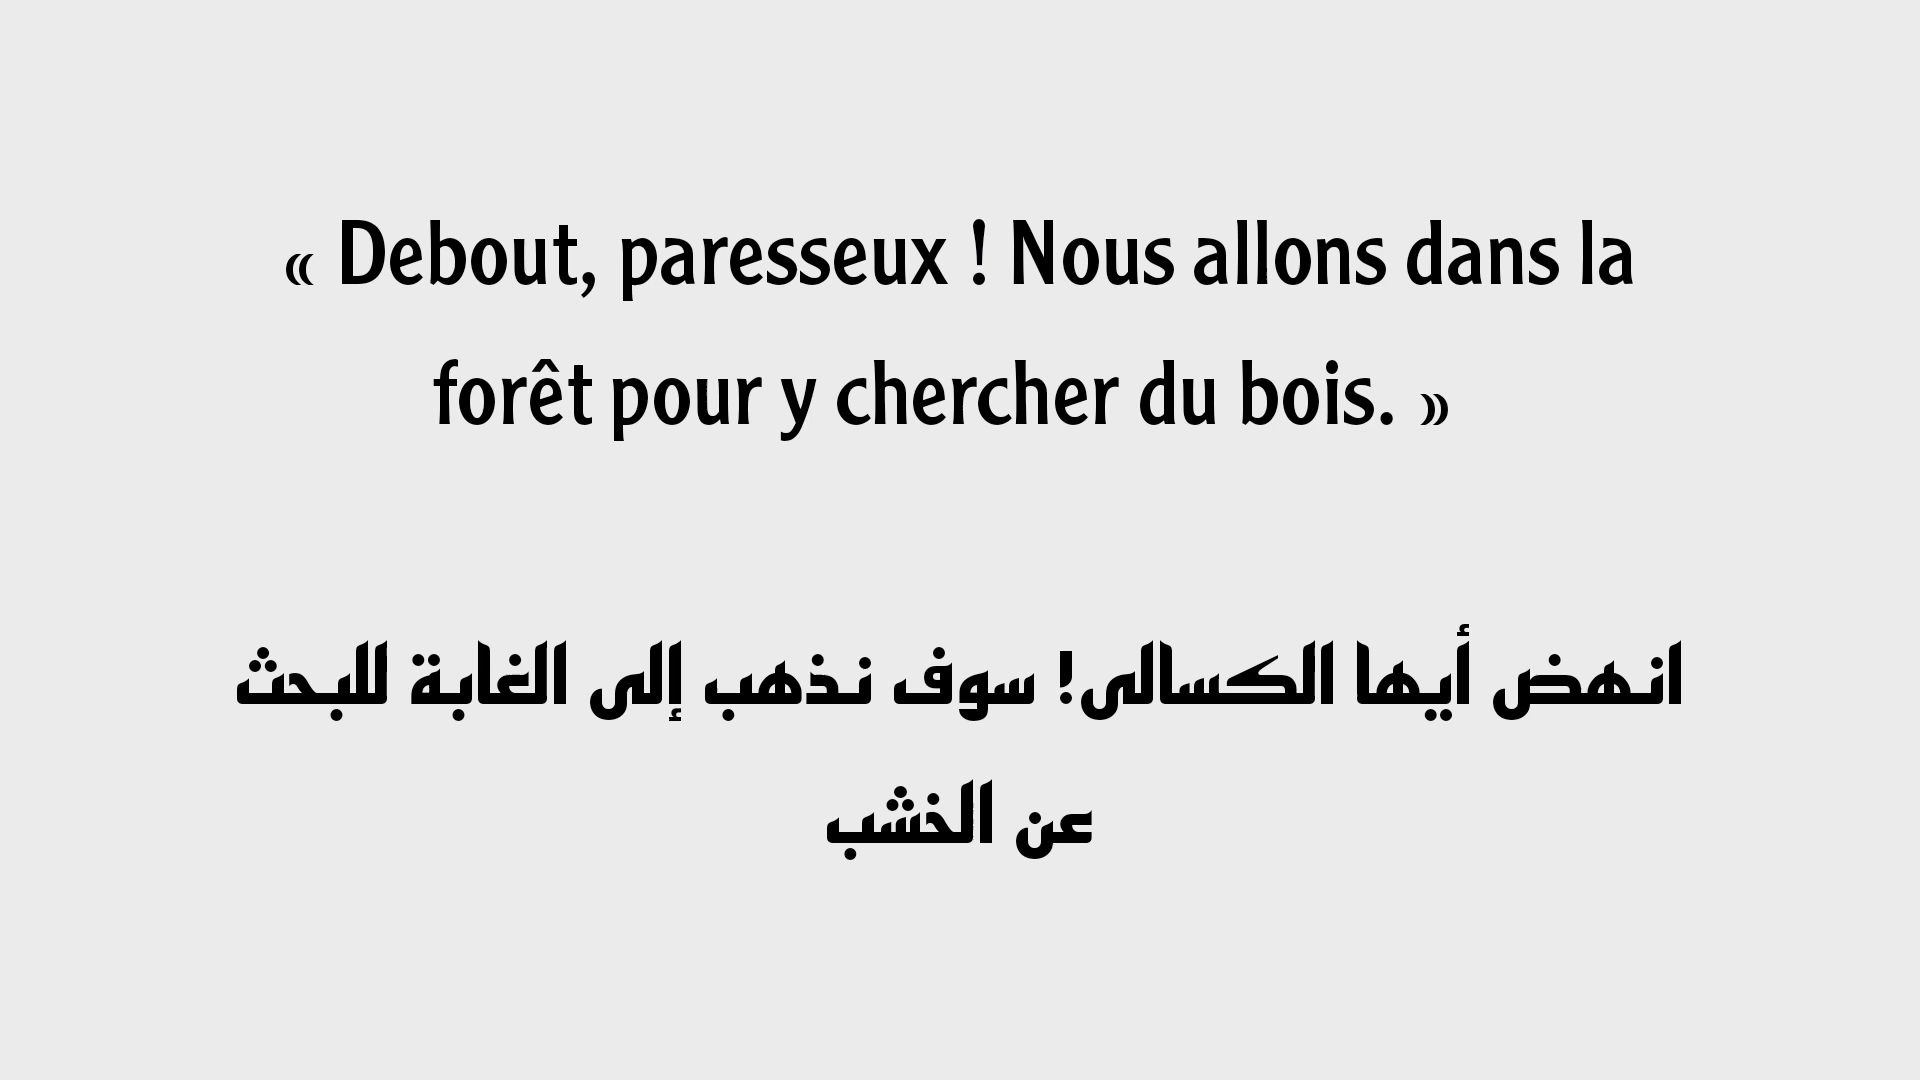 « Debout, paresseux ! Nous allons dans la
forêt pour y chercher du bois. »
انهض أيها الكسالى! سوف نذهب إلى الغابة للبحث
عن الخشب